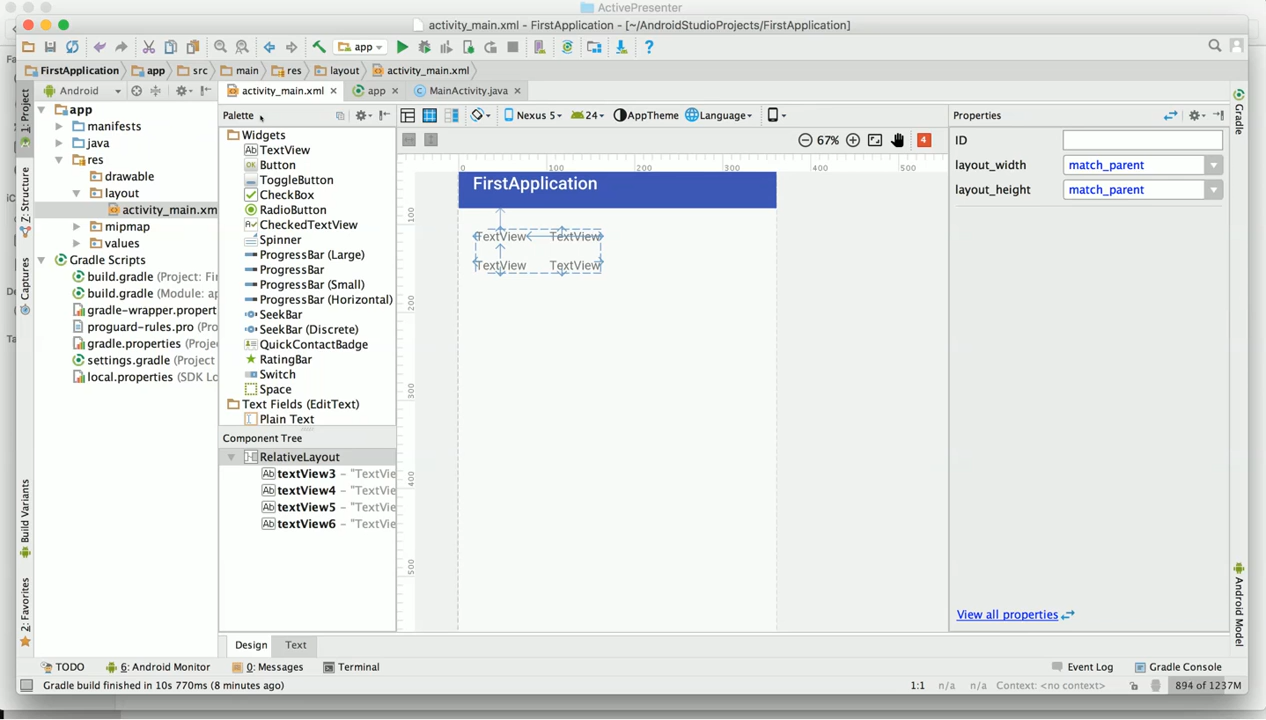 ActivePresenter
activity_main.xml - FirstApplication - [~/AndroidStudioProjects/FirstApplication]
app
FirstApplication app src main res layout activity_main.xml
Android
activity_main.xml app MainActivity.java
1: Project
Z: Structure
Captures
Build Variants
2: Favorites
app
manifests
java
res
drawable
layout
activity_main.xm
mipmap
values
Gradle Scripts
build.gradle (Project: Fir
build.gradle (Module: ap
gradle-wrapper.propert
proguard-rules.pro (Pro
gradle.properties (Proje
settings.gradle (Project
local.properties (SDK Lo
Palette
Widgets
TextView
Button
ToggleButton
CheckBox
RadioButton
CheckedTextView
Spinner
ProgressBar (Large)
ProgressBar
ProgressBar (Small)
ProgressBar (Horizontal)
SeekBar
SeekBar (Discrete)
QuickContactBadge
RatingBar
Switch
Space
Text Fields (EditText)
Plain Text
Component Tree
RelativeLayout
textView3 - "TextVie
textView4 - "TextVie
textView5 - "TextVie
textView6 - "TextVie
Nexus 5 24 AppTheme Language
67% 4
0 100 200 300 400 500
100
200
300
400
500
FirstApplication
TextView TextView
TextView TextView
Properties
ID
layout_width match_parent
layout_height match_parent
View all properties
Gradle
Android Model
Design Text
TODO 6: Android Monitor 0: Messages Terminal Event Log Gradle Console
Gradle build finished in 10s 770ms (8 minutes ago) 1:1 n/a n/a Context: <no context> 894 of 1237M